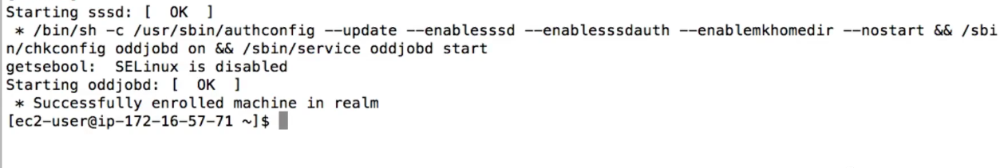 Starting sssd: [  OK  ]
 * /bin/sh -c /usr/sbin/authconfig --update --enablesssd --enablesssdauth --enablemkhomedir --nostart && /sbi
n/chkconfig oddjobd on && /sbin/service oddjobd start
getsebool:  SELinux is disabled
Starting oddjobd: [  OK  ]
 * Successfully enrolled machine in realm
[ec2-user@ip-172-16-57-71 ~]$